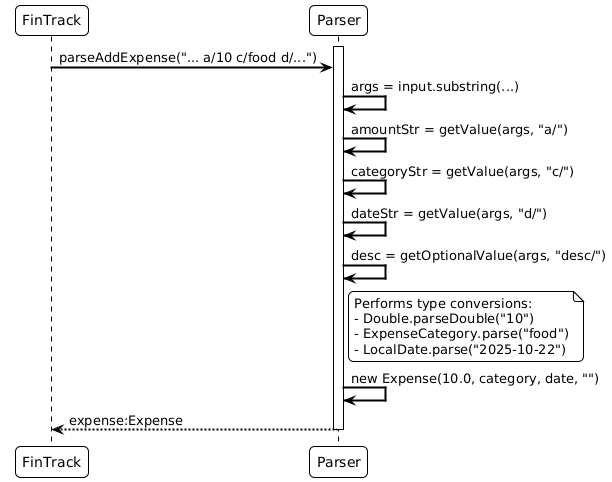 FinTrack
Parser
parseAddExpense("... a/10 c/food d/...")
args = input.substring(...)
amountStr = getValue(args, "a/")
categoryStr = getValue(args, "c/")
dateStr = getValue(args, "d/")
desc = getOptionalValue(args, "desc/")
Performs type conversions:
- Double.parseDouble("10")
- ExpenseCategory.parse("food")
- LocalDate.parse("2025-10-22")
new Expense(10.0, category, date, "")
expense:Expense
FinTrack
Parser